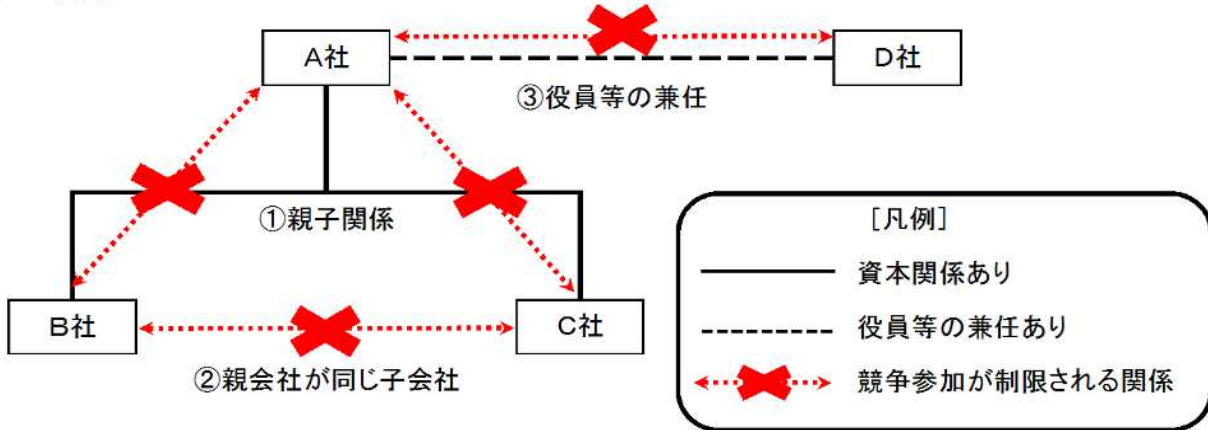 A社
D社
③役員等の兼任
①親子関係
B社
C社
②親会社が同じ子会社
[凡例]
資本関係あり
役員等の兼任あり
競争参加が制限される関係